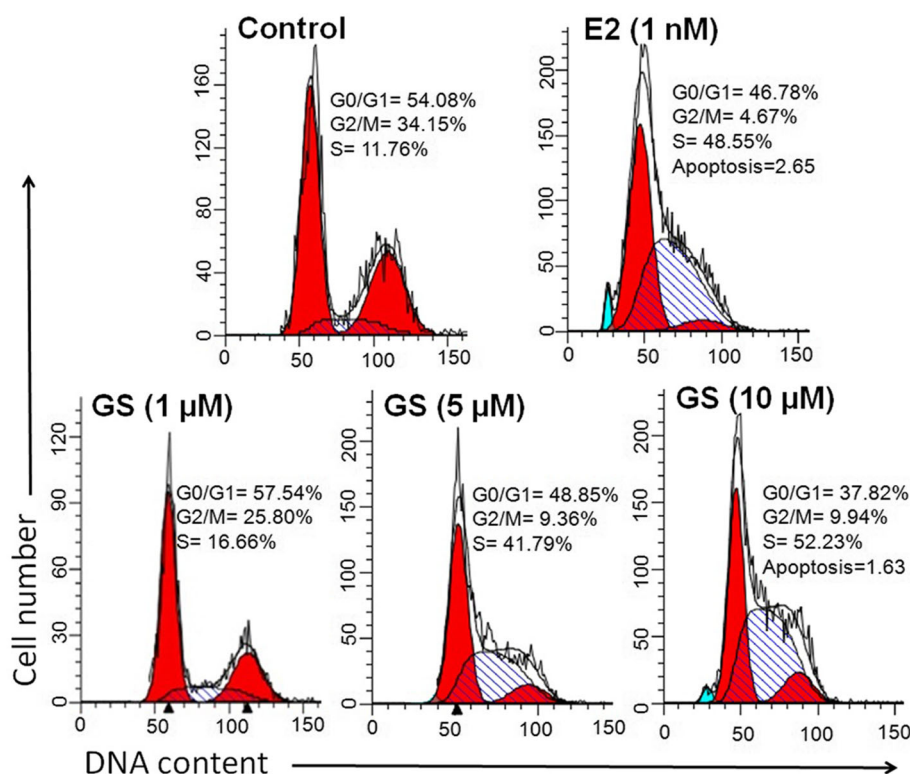 Control
G0/G1= 54.08%
G2/M= 34.15%
S= 11.76%
160
120
80
40
0
0 50 100 150
E2 (1 nM)
G0/G1= 46.78%
G2/M= 4.67%
S= 48.55%
Apoptosis=2.65
200
150
100
50
0
0 50 100 150
GS (1 µM)
G0/G1= 57.54%
G2/M= 25.80%
S= 16.66%
120
90
60
30
0
0 50 100 150
GS (5 µM)
G0/G1= 48.85%
G2/M= 9.36%
S= 41.79%
200
150
100
50
0
0 50 100 150
GS (10 µM)
G0/G1= 37.82%
G2/M= 9.94%
S= 52.23%
Apoptosis=1.63
200
150
100
50
0
0 50 100 150
Cell number
DNA content